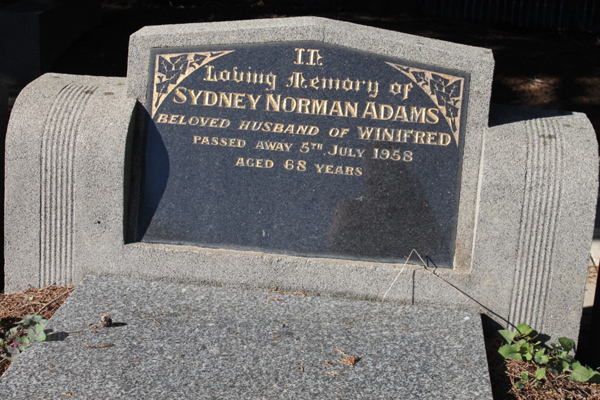 In
Loving Memory of
SYDNEY NORMAN ADAMS
BELOVED HUSBAND OF WINIFRED
PASSED AWAY 5TH JULY 1958
AGED 68 YEARS